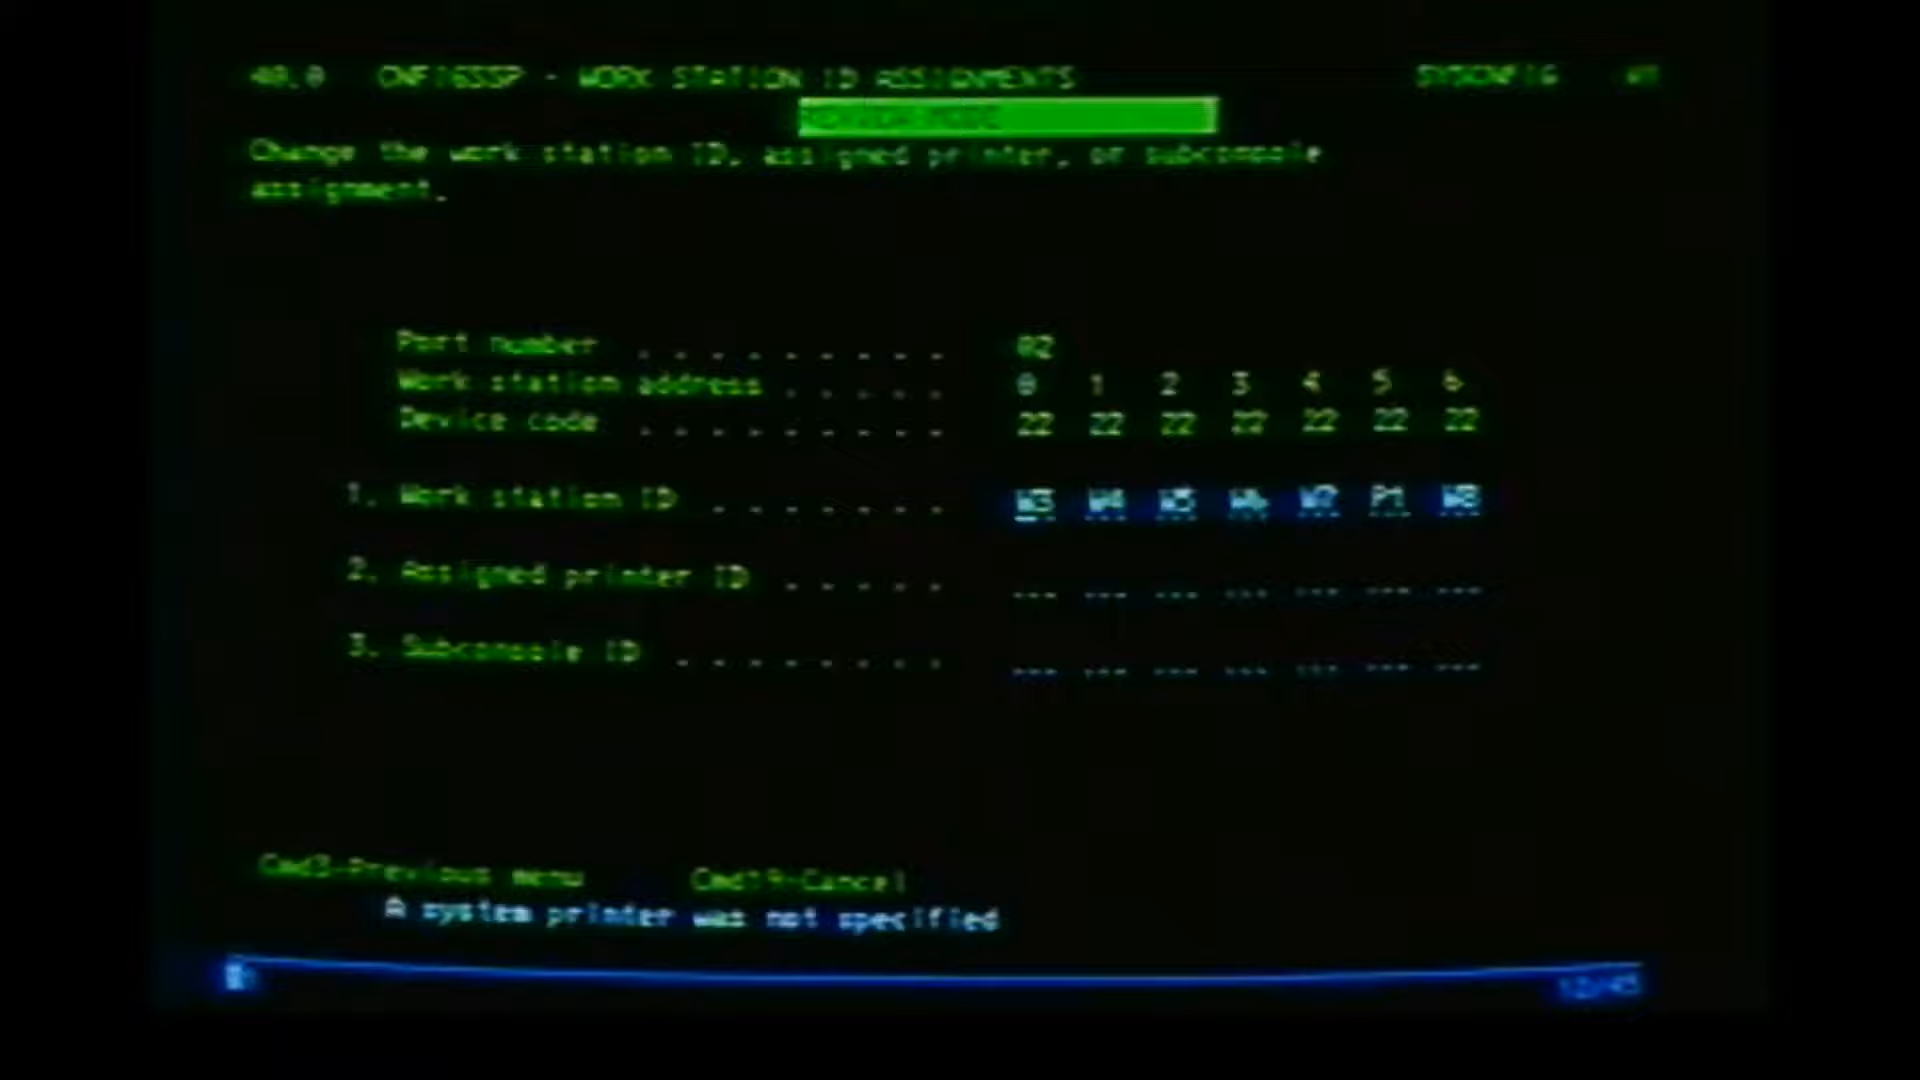 40.0 CNFIGSSP - WORK STATION ID ASSIGNMENTS SYSCNFIG W1
REVIEW MODE
Change the work station ID, assigned printer, or subconsole
assignment.
Port number . . . . . . . . . 02
Work station address . . . . . 0 1 2 3 4 5 6
Device code . . . . . . . . . 22 22 22 22 22 22 22
1. Work station ID . . . . . . . W3 W4 W5 W6 W7 P1 W8
2. Assigned printer ID . . . . .
3. Subconsole ID . . . . . . . .
Cmd3-Previous menu Cmd19-Cancel
A system printer was not specified